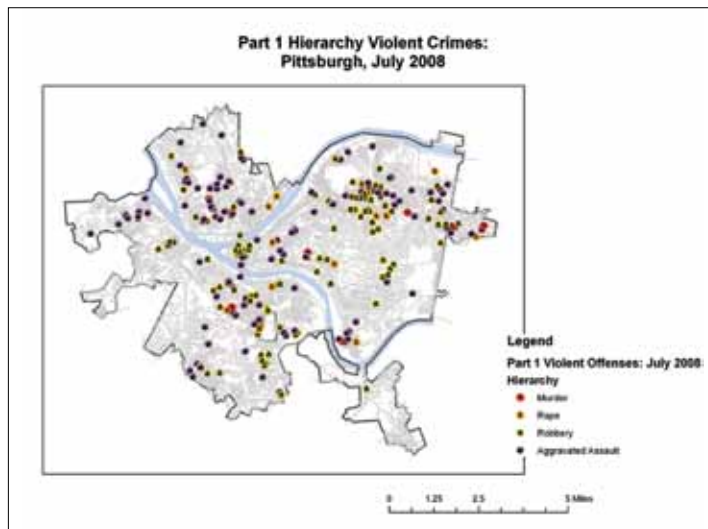 Part 1 Hierarchy Violent Crimes:
Pittsburgh, July 2008
Legend
Part 1 Violent Offenses: July 2008
Hierarchy
Murder
Rape
Robbery
Aggravated Assault
0 1.25 2.5 5 Miles